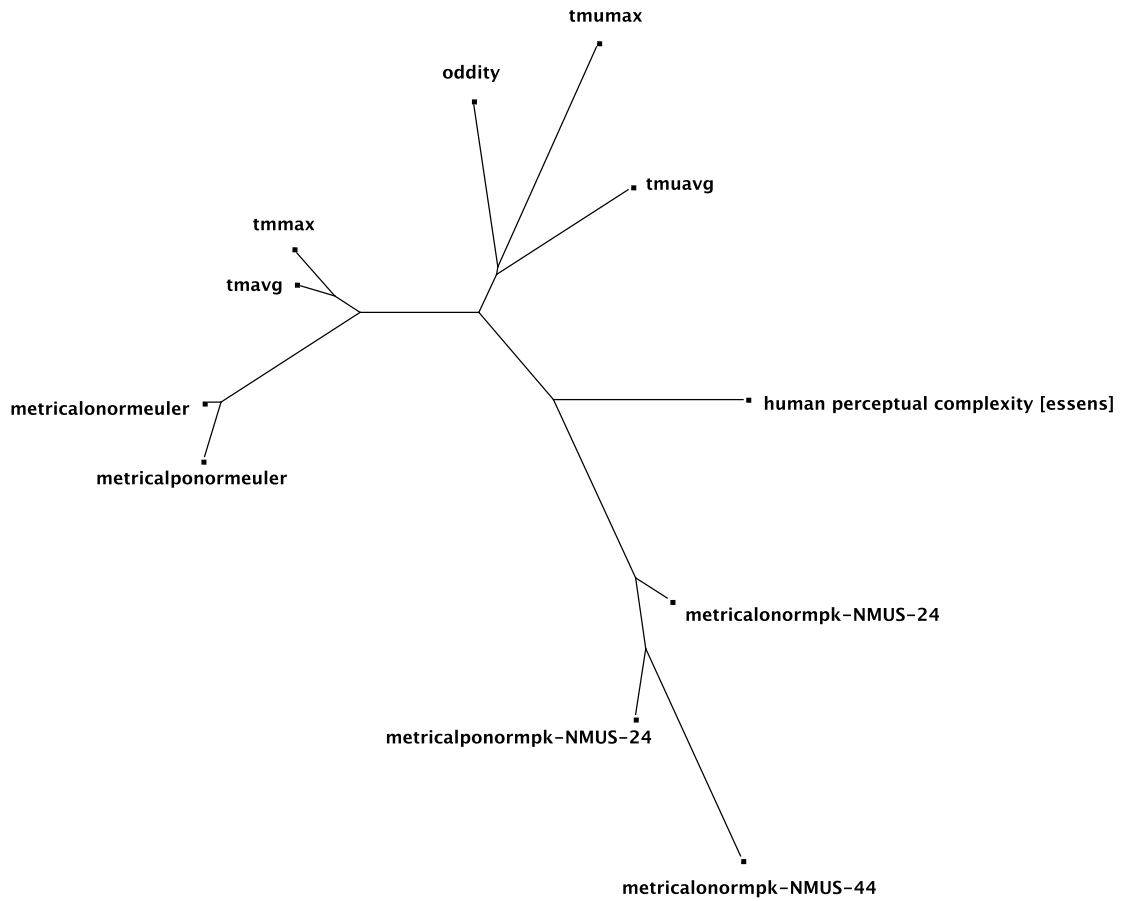 tmumax
oddity
tmuavg
tmmax
tmavg
human perceptual complexity [essens]
metricalonormeuler
metricalponormeuler
metricalonormpk-NMUS-24
metricalponormpk-NMUS-24
metricalonormpk-NMUS-44